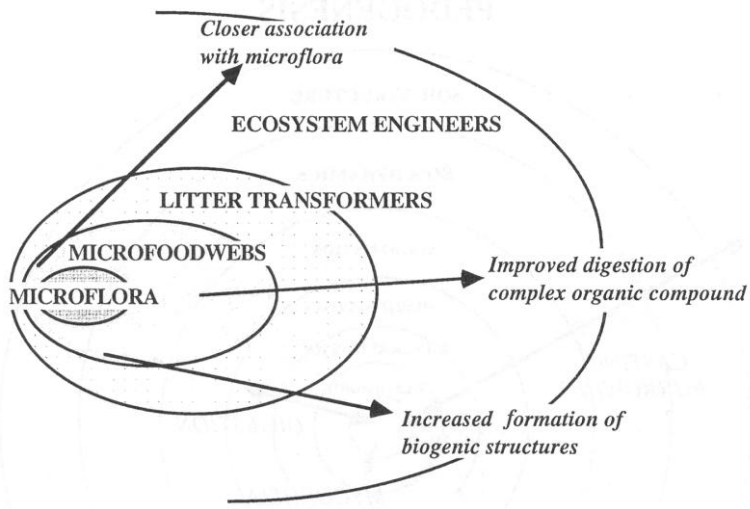 Closer association
with microflora
ECOSYSTEM ENGINEERS
LITTER TRANSFORMERS
MICROFOODWEBS
MICROFLORA
Improved digestion of
complex organic compound
Increased formation of
biogenic structures